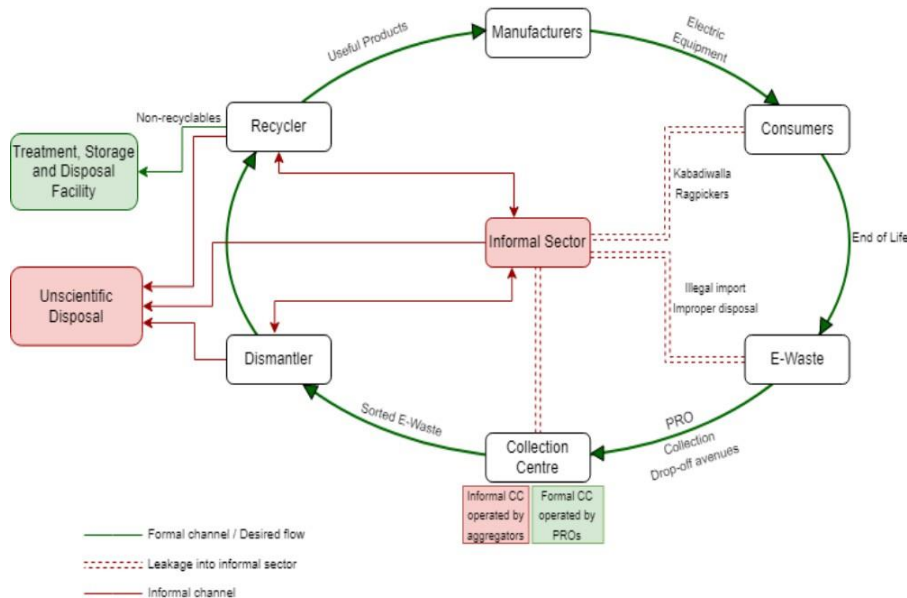 Manufacturers
Useful Products
Electric
Equipment
Non-recyclables
Recycler
Consumers
Treatment, Storage
and Disposal
Facility
Kabadiwalla
Ragpickers
Informal Sector
End of Life
Unscientific
Disposal
Illegal import
Improper disposal
Dismantler
E-Waste
Sorted E-Waste
PRO
Collection
Drop-off avenues
Collection
Centre
Informal CC
operated by
aggregators
Formal CC
operated by
PROs
Formal channel / Desired flow
Leakage into informal sector
Informal channel